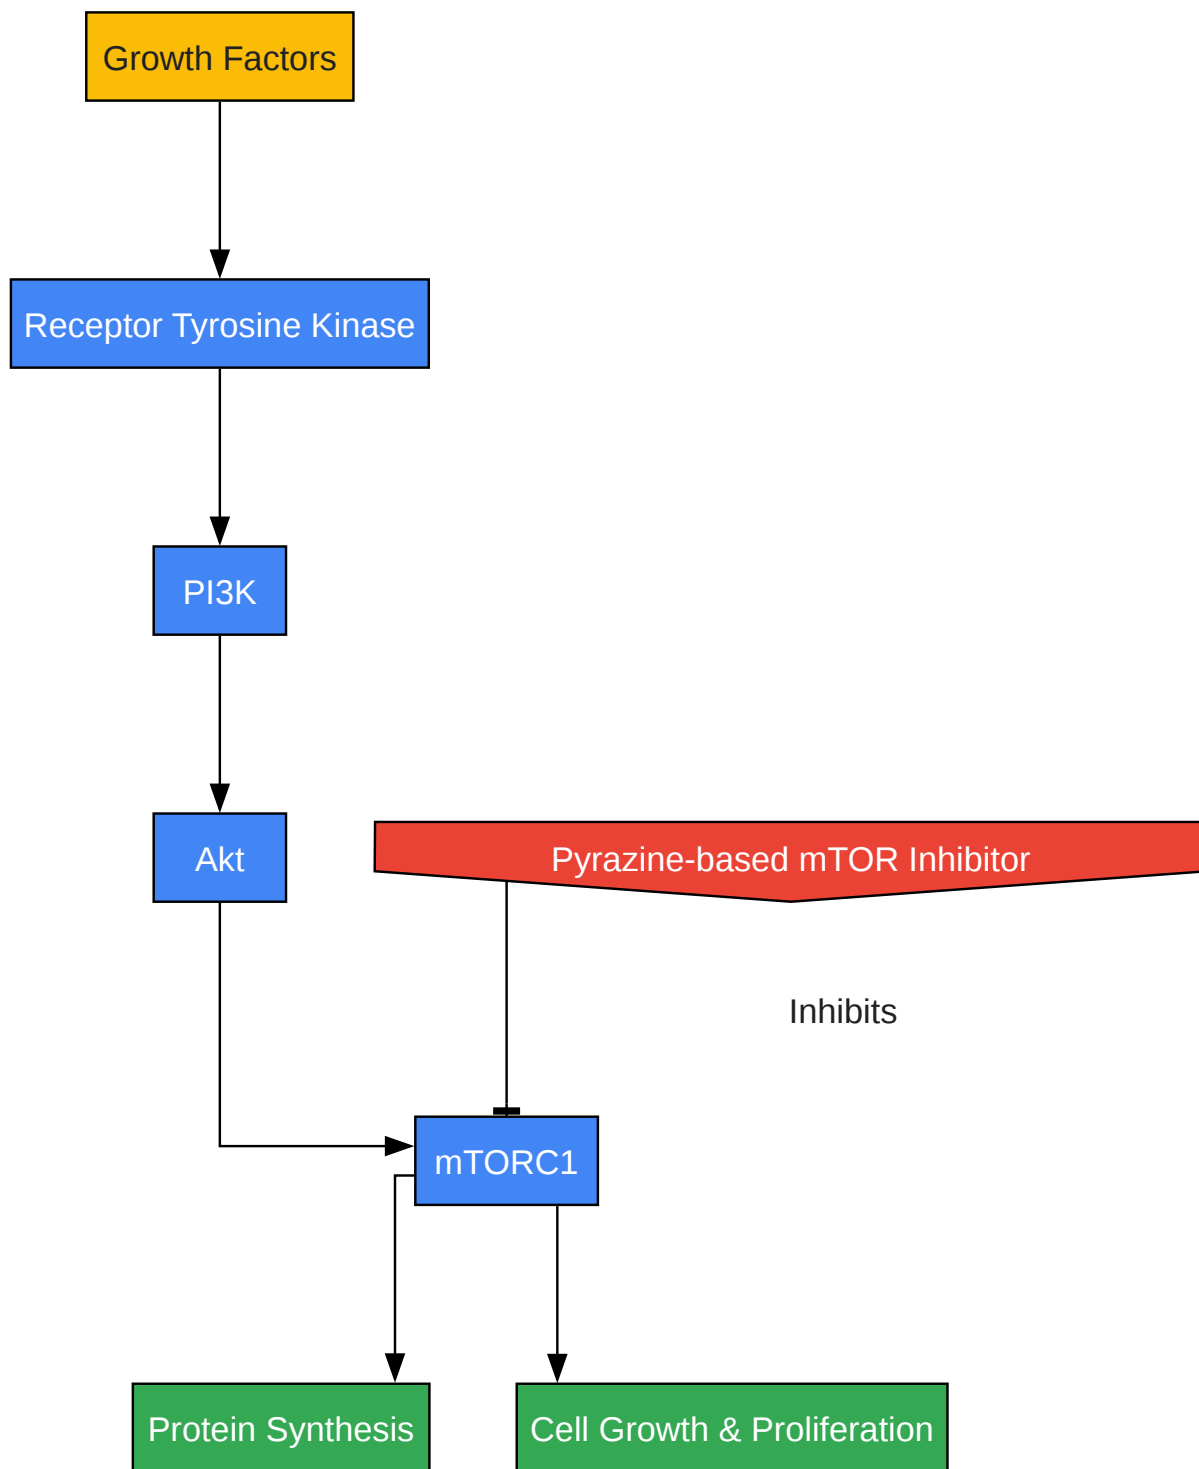 Growth Factors
Receptor Tyrosine Kinase
PI3K
Akt
Pyrazine-based mTOR Inhibitor
Inhibits
mTORC1
Protein Synthesis
Cell Growth & Proliferation